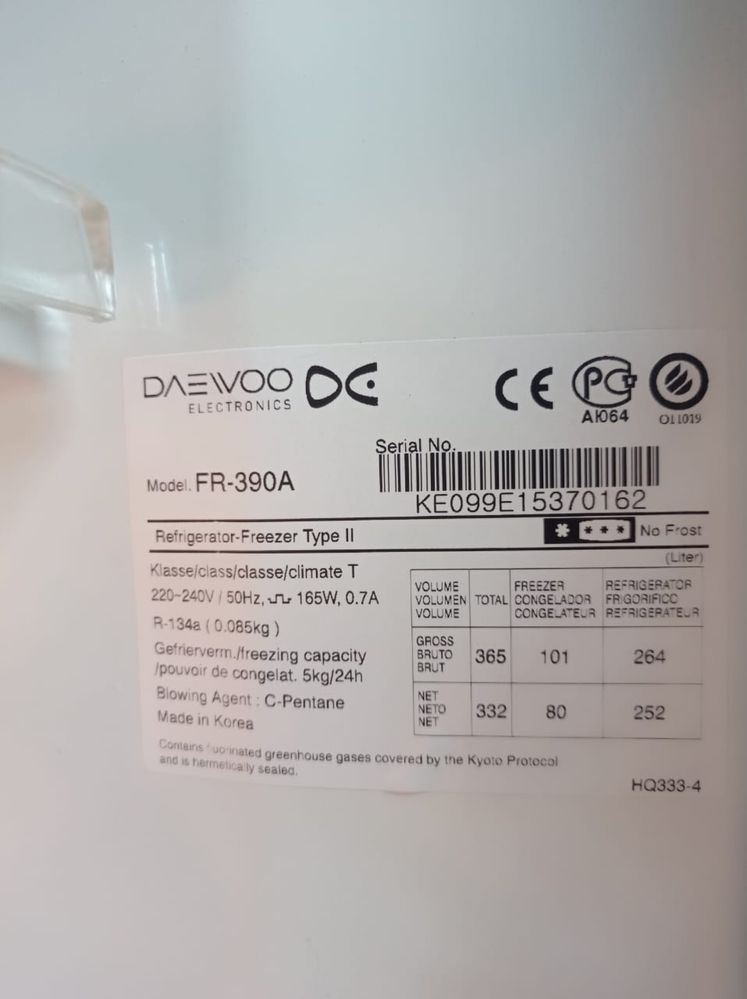 DAEWOO
ELECTRONICS
CE
PG
АЮ64
011019
Serial No.
Model. FR-390A
KE099E15370162
Refrigerator-Freezer Type II
* *** No Frost
(Liter)
Klasse/class/classe/climate T
220~240V / 50Hz, 165W, 0.7A
R-134a ( 0.085kg )
Gefrierverm./freezing capacity
/pouvoir de congelat. 5kg/24h
Blowing Agent : C-Pentane
Made in Korea
VOLUME VOLUMEN VOLUME TOTAL FREEZER CONGELADOR CONGELATEUR REFRIGERATOR FRIGORIFICO REFRIGERATEUR
GROSS BRUTO BRUT 365 101 264
NET NETO NET 332 80 252
Contains fluorinated greenhouse gases covered by the Kyoto Protocol
and is hermetically sealed.
HQ333-4